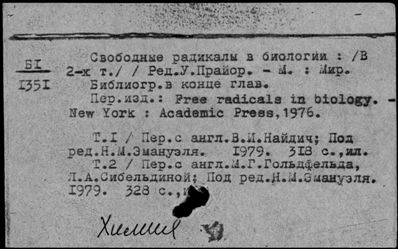 Свободные радикалы в биологии : /В
Б1 2-х т./ / Ред.У.Прайор. - М. : Мир.
1351 Библиогр.в конце глав.
Пер.изд.: Free radicals in biology. -
New York : Academic Press,1976.
Т.1 / Пер.с англ.В.И.Найдич; Под
ред.Н.М.Эмануэля. 1979. 318 с.,ил.
Т.2 / Пер.с англ.М.Г.Гольдфельда,
Л.А.Сибельдиной; Под ред.Н.М.Эмануэля.
1979. 328 с.,
Химия